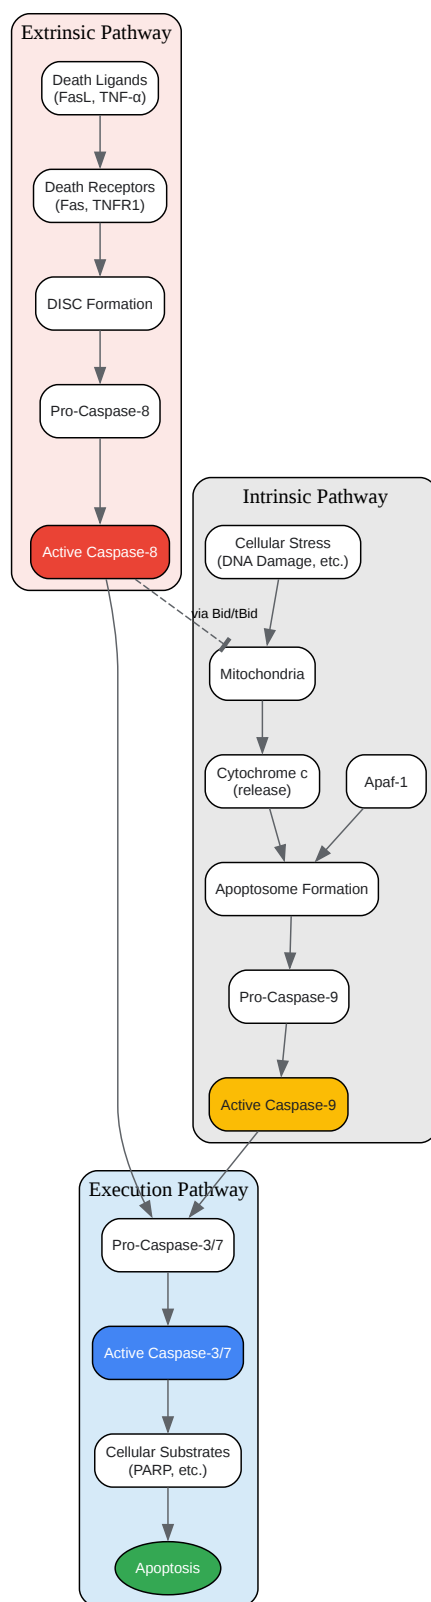 Extrinsic Pathway
Death Ligands
(FasL, TNF-α)
Death Receptors
(Fas, TNFR1)
DISC Formation
Pro-Caspase-8
Active Caspase-8
via Bid/tBid
Intrinsic Pathway
Cellular Stress
(DNA Damage, etc.)
Mitochondria
Cytochrome c
(release)
Apaf-1
Apoptosome Formation
Pro-Caspase-9
Active Caspase-9
Execution Pathway
Pro-Caspase-3/7
Active Caspase-3/7
Cellular Substrates
(PARP, etc.)
Apoptosis